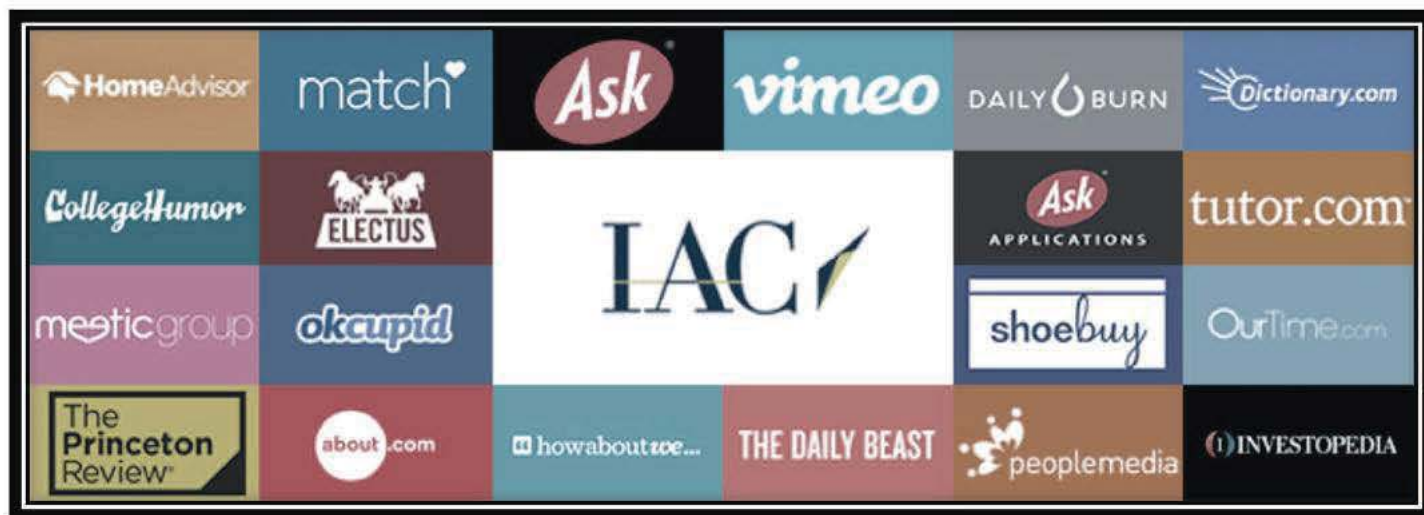 HomeAdvisor
match
Ask®
vimeo
DAILY BURN
Dictionary.com
CollegeHumor
ELECTUS
IAC
Ask®
APPLICATIONS
tutor.com™
meeticgroup
okcupid
shoebuy
OurTime.com
The
Princeton
Review®
about.com
howaboutwe...
THE DAILY BEAST
peoplemedia
(I) INVESTOPEDIA